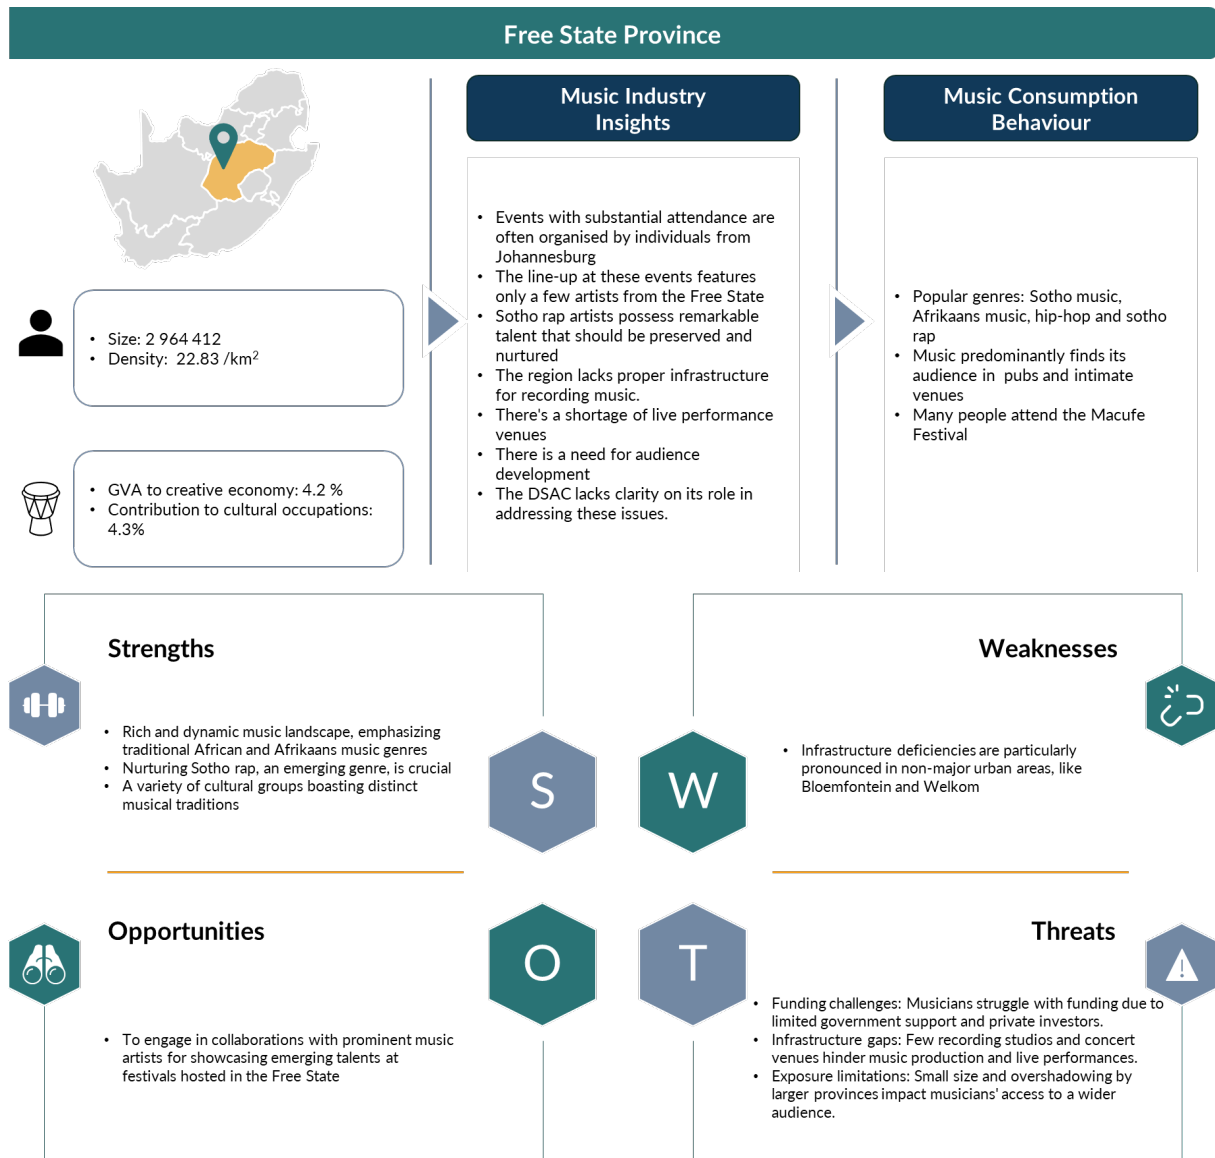 Free State Province
Music Industry
Insights
Music Consumption
Behaviour
• Size: 2 964 412
• Density: 22.83 /km²
• GVA to creative economy: 4.2 %
• Contribution to cultural occupations:
4.3%
• Events with substantial attendance are
often organised by individuals from
Johannesburg
• The line-up at these events features
only a few artists from the Free State
• Sotho rap artists possess remarkable
talent that should be preserved and
nurtured
• The region lacks proper infrastructure
for recording music.
• There's a shortage of live performance
venues
• There is a need for audience
development
• The DSAC lacks clarity on its role in
addressing these issues.
• Popular genres: Sotho music,
Afrikaans music, hip-hop and sotho
rap
• Music predominantly finds its
audience in pubs and intimate
venues
• Many people attend the Macufe
Festival
Strengths
• Rich and dynamic music landscape, emphasizing
traditional African and Afrikaans music genres
• Nurturing Sotho rap, an emerging genre, is crucial
• A variety of cultural groups boasting distinct
musical traditions
S
W
Weaknesses
• Infrastructure deficiencies are particularly
pronounced in non-major urban areas, like
Bloemfontein and Welkom
Opportunities
• To engage in collaborations with prominent music
artists for showcasing emerging talents at
festivals hosted in the Free State
O
T
Threats
• Funding challenges: Musicians struggle with funding due to
limited government support and private investors.
• Infrastructure gaps: Few recording studios and concert
venues hinder music production and live performances.
• Exposure limitations: Small size and overshadowing by
larger provinces impact musicians' access to a wider
audience.